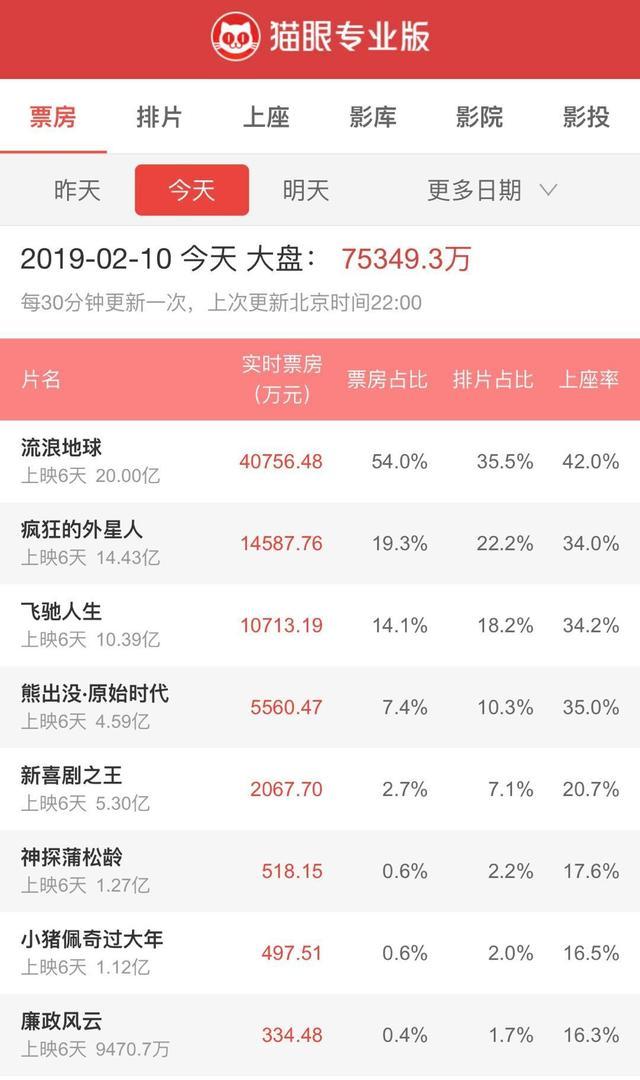 猫眼专业版
票房 排片 上座 影库 影院 影投
昨天 今天 明天 更多日期
2019-02-10 今天 大盘： 75349.3万
每30分钟更新一次，上次更新北京时间22:00
片名 实时票房（万元） 票房占比 排片占比 上座率
流浪地球 40756.48 54.0% 35.5% 42.0%
上映6天 20.00亿
疯狂的外星人 14587.76 19.3% 22.2% 34.0%
上映6天 14.43亿
飞驰人生 10713.19 14.1% 18.2% 34.2%
上映6天 10.39亿
熊出没·原始时代 5560.47 7.4% 10.3% 35.0%
上映6天 4.59亿
新喜剧之王 2067.70 2.7% 7.1% 20.7%
上映6天 5.30亿
神探蒲松龄 518.15 0.6% 2.2% 17.6%
上映6天 1.27亿
小猪佩奇过大年 497.51 0.6% 2.0% 16.5%
上映6天 1.12亿
廉政风云 334.48 0.4% 1.7% 16.3%
上映6天 9470.7万